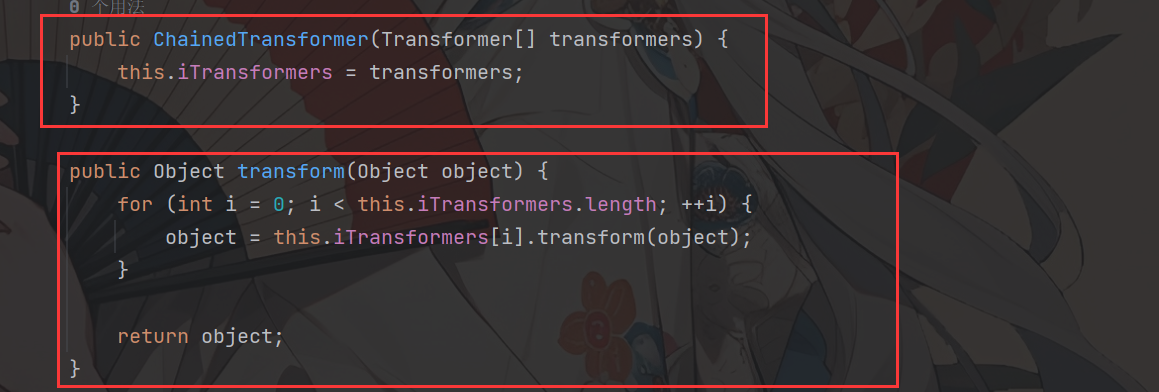 0 个用法
public ChainedTransformer(Transformer[] transformers) {
this.iTransformers = transformers;
}
public Object transform(Object object) {
for (int i = 0; i < this.iTransformers.length; ++i) {
object = this.iTransformers[i].transform(object);
}
return object;
}